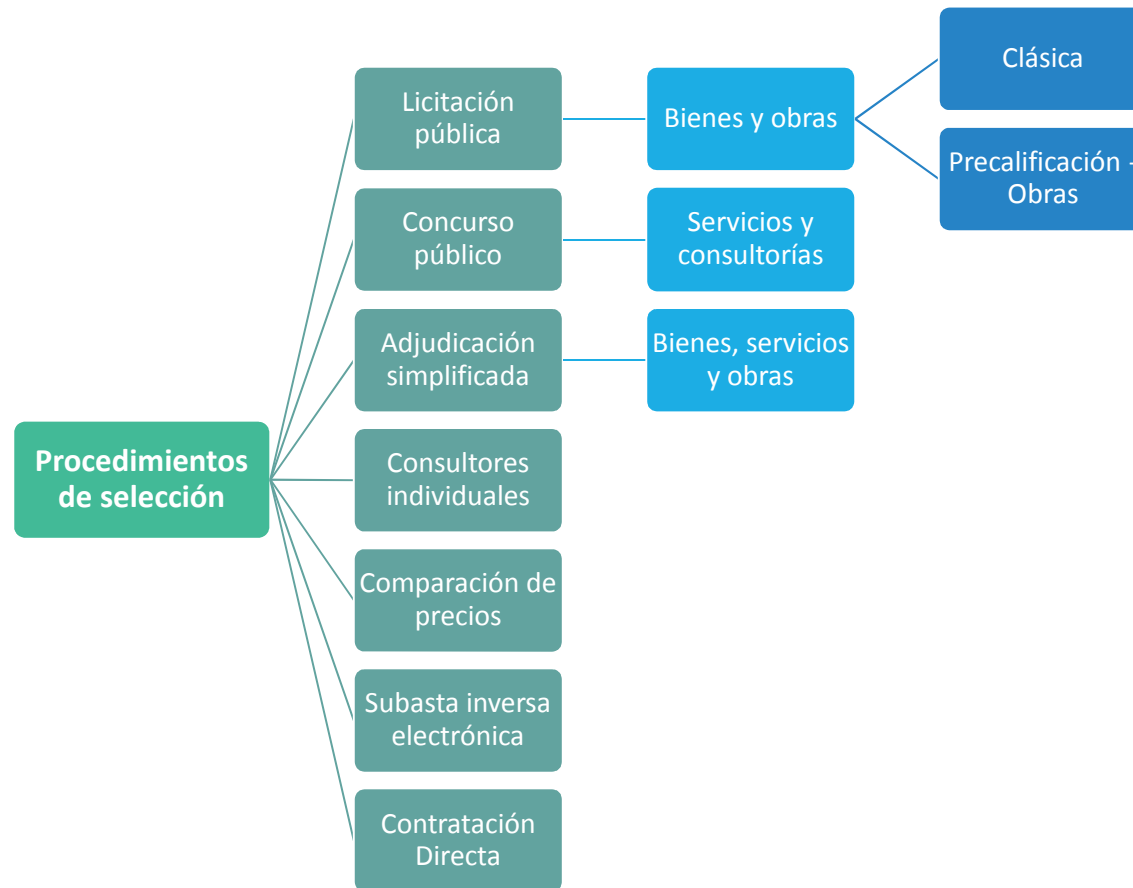 Procedimientos
de selección
Licitación
pública
Bienes y obras
Clásica
Precalificación -
Obras
Concurso
público
Servicios y
consultorías
Adjudicación
simplificada
Bienes, servicios
y obras
Consultores
individuales
Comparación de
precios
Subasta inversa
electrónica
Contratación
Directa